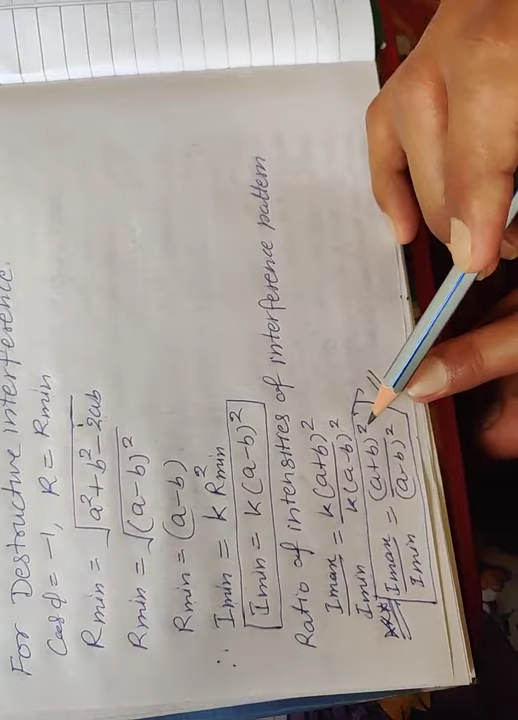 For Destructive interference.
Cosφ = -1, R = Rmin
Rmin = √a²+b²-2ab
Rmin = √(a-b)²
Rmin = (a-b)
∴ Imin = k R²min
Imin = K(a-b)²
Ratio of intensities of interference pattern
Imax/Imin = k(a+b)²/k(a-b)²
Imax/Imin = (a+b)²/(a-b)²